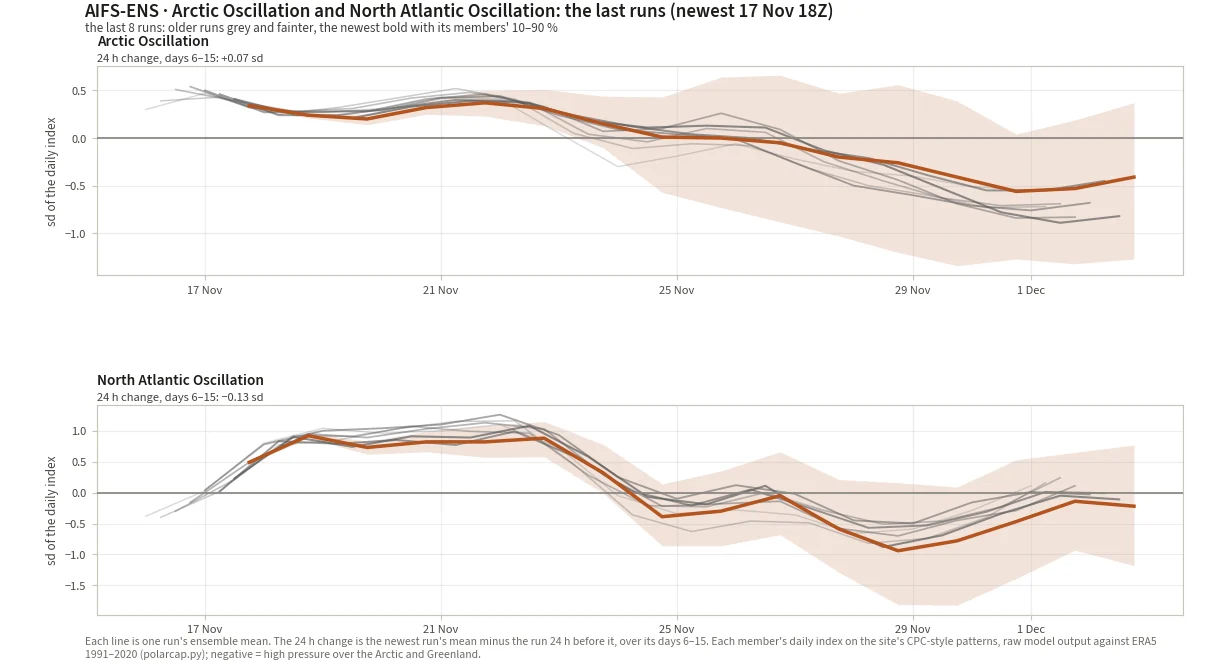 AIFS-ENS · Arctic Oscillation and North Atlantic Oscillation: the last runs (newest 17 Nov 18Z)
the last 8 runs: older runs grey and fainter, the newest bold with its members' 10–90 %
Arctic Oscillation
24 h change, days 6–15: +0.07 sd
sd of the daily index
0.5
0.0
−0.5
−1.0
17 Nov
21 Nov
25 Nov
29 Nov
1 Dec
North Atlantic Oscillation
24 h change, days 6–15: −0.13 sd
sd of the daily index
1.0
0.5
0.0
−0.5
−1.0
−1.5
17 Nov
21 Nov
25 Nov
29 Nov
1 Dec
Each line is one run's ensemble mean. The 24 h change is the newest run's mean minus the run 24 h before it, over its days 6–15. Each member's daily index on the site's CPC-style patterns, raw model output against ERA5
1991–2020 (polarcap.py); negative = high pressure over the Arctic and Greenland.